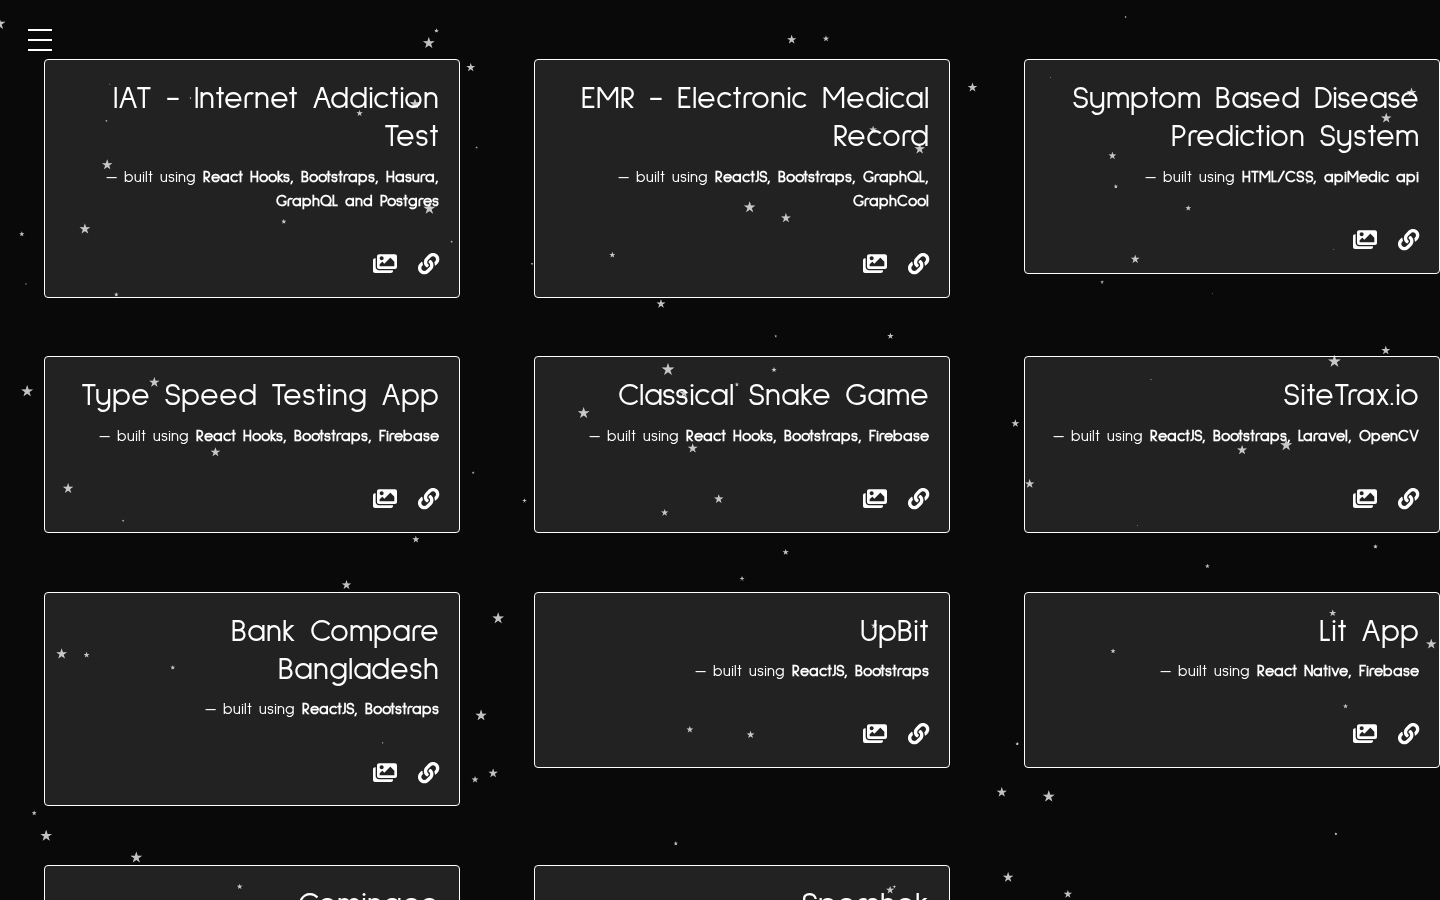 IAT - Internet Addiction
Test
— built using React Hooks, Bootstraps, Hasura,
GraphQL and Postgres
EMR - Electronic Medical
Record
— built using ReactJS, Bootstraps, GraphQL,
GraphCool
Symptom Based Disease
Prediction System
— built using HTML/CSS, apiMedic api
Type Speed Testing App
— built using React Hooks, Bootstraps, Firebase
Classical Snake Game
— built using React Hooks, Bootstraps, Firebase
SiteTrax.io
— built using ReactJS, Bootstraps, Laravel, OpenCV
Bank Compare
Bangladesh
— built using ReactJS, Bootstraps
UpBit
— built using ReactJS, Bootstraps
Lit App
— built using React Native, Firebase